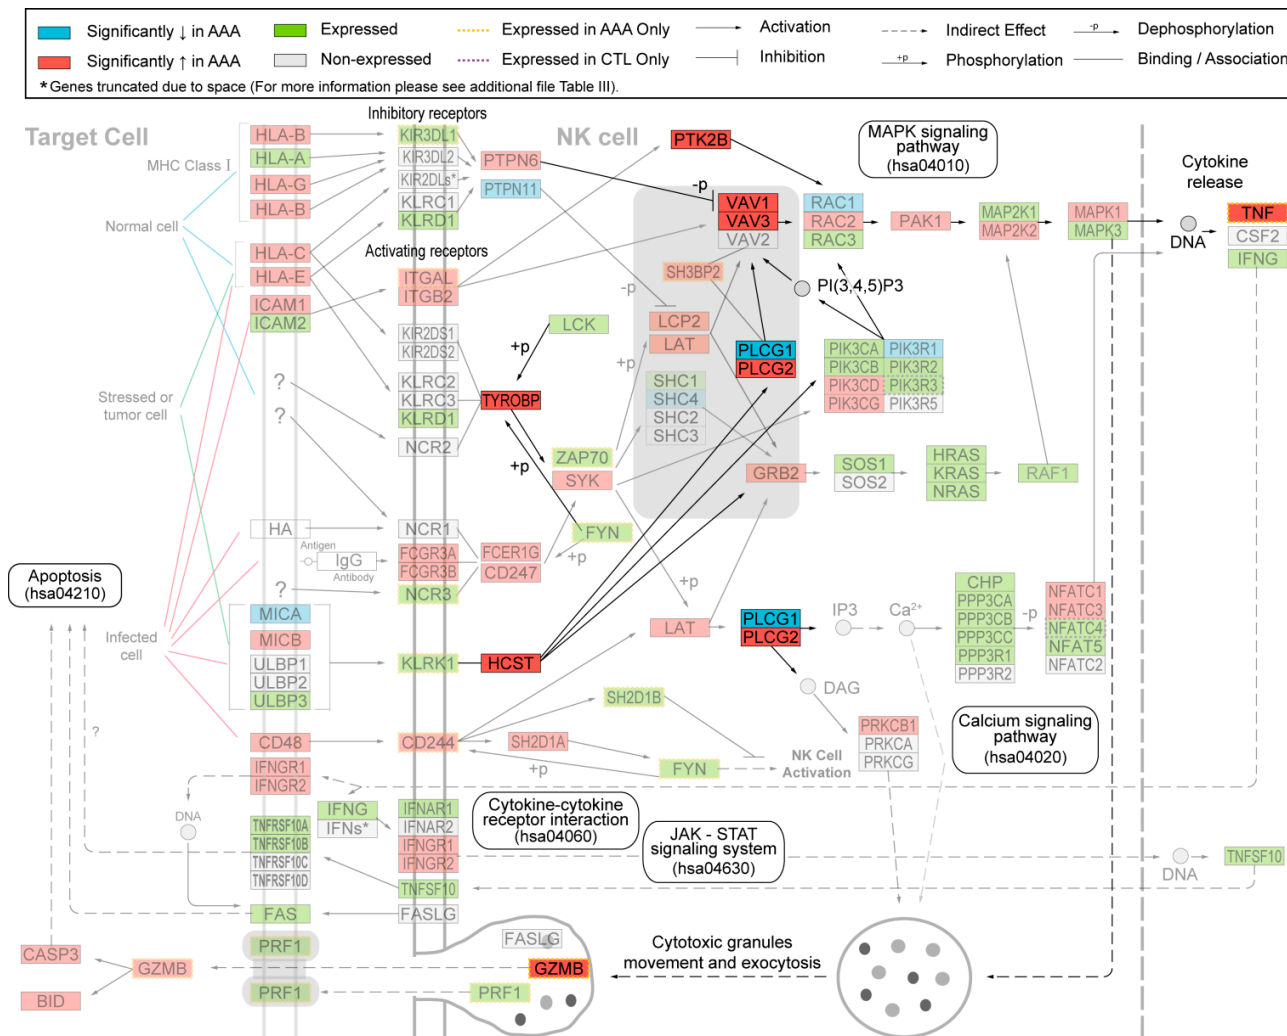 Significantly ↓ in AAA
Expressed
Expressed in AAA Only
Activation
Indirect Effect
-p
Dephosphorylation
Significantly ↑ in AAA
Non-expressed
Expressed in CTL Only
Inhibition
+p
Phosphorylation
Binding / Association
*Genes truncated due to space (For more information please see additional file Table III).
Target Cell
Inhibitory receptors
NK cell
MAPK signaling
pathway
(hsa04010)
Cytokine
release
MHC Class I
Normal cell
Stressed or
tumor cell
Infected
cell
HLA-B
HLA-A
HLA-G
HLA-B
HLA-C
HLA-E
ICAM1
ICAM2
?
?
HA
Antigen
IgG
Antibody
?
MICA
MICB
ULBP1
ULBP2
ULBP3
CD48
IFNGR1
IFNGR2
KIR3DL1
KIR3DL2
KIR2DLs*
KLRC1
KLRD1
Activating receptors
ITGAL
ITGB2
KIR2DS1
KIR2DS2
KLRC2
KLRC3
KLRD1
NCR2
NCR1
FCGR3A
FCGR3B
NCR3
KLRK1
CD244
PTPN6
PTPN11
LCK
+p
TYROBP
+p
ZAP70
SYK
FYN
+p
FCER1G
CD247
HCST
PTK2B
-p
VAV1
VAV3
VAV2
SH3BP2
-p
LCP2
LAT
+p
PLCG1
PLCG2
SHC1
SHC4
SHC2
SHC3
GRB2
RAC1
RAC2
RAC3
PAK1
MAP2K1
MAP2K2
MAPK1
MAPK3
DNA
TNF
CSF2
IFNG
PI(3,4,5)P3
PIK3CA
PIK3R1
PIK3CB
PIK3R2
PIK3CD
PIK3R3
PIK3CG
PIK3R5
SOS1
SOS2
HRAS
KRAS
NRAS
RAF1
+p
LAT
PLCG1
PLCG2
IP3
Ca2+
DAG
CHP
PPP3CA
PPP3CB
PPP3CC
PPP3R1
PPP3R2
-p
NFATC1
NFATC3
NFATC4
NFAT5
NFATC2
PRKCB1
PRKCA
PRKCG
Calcium signaling
pathway
(hsa04020)
SH2D1B
SH2D1A
+p
FYN
NK Cell
Activation
Apoptosis
(hsa04210)
?
DNA
IFNG
IFNs*
IFNAR1
IFNAR2
IFNGR1
IFNGR2
Cytokine-cytokine
receptor interaction
(hsa04060)
JAK - STAT
signaling system
(hsa04630)
DNA
TNFSF10
TNFRSF10A
TNFRSF10B
TNFRSF10C
TNFRSF10D
TNFSF10
FAS
FASLG
CASP3
GZMB
BID
PRF1
PRF1
FASLG
GZMB
PRF1
Cytotoxic granules
movement and exocytosis